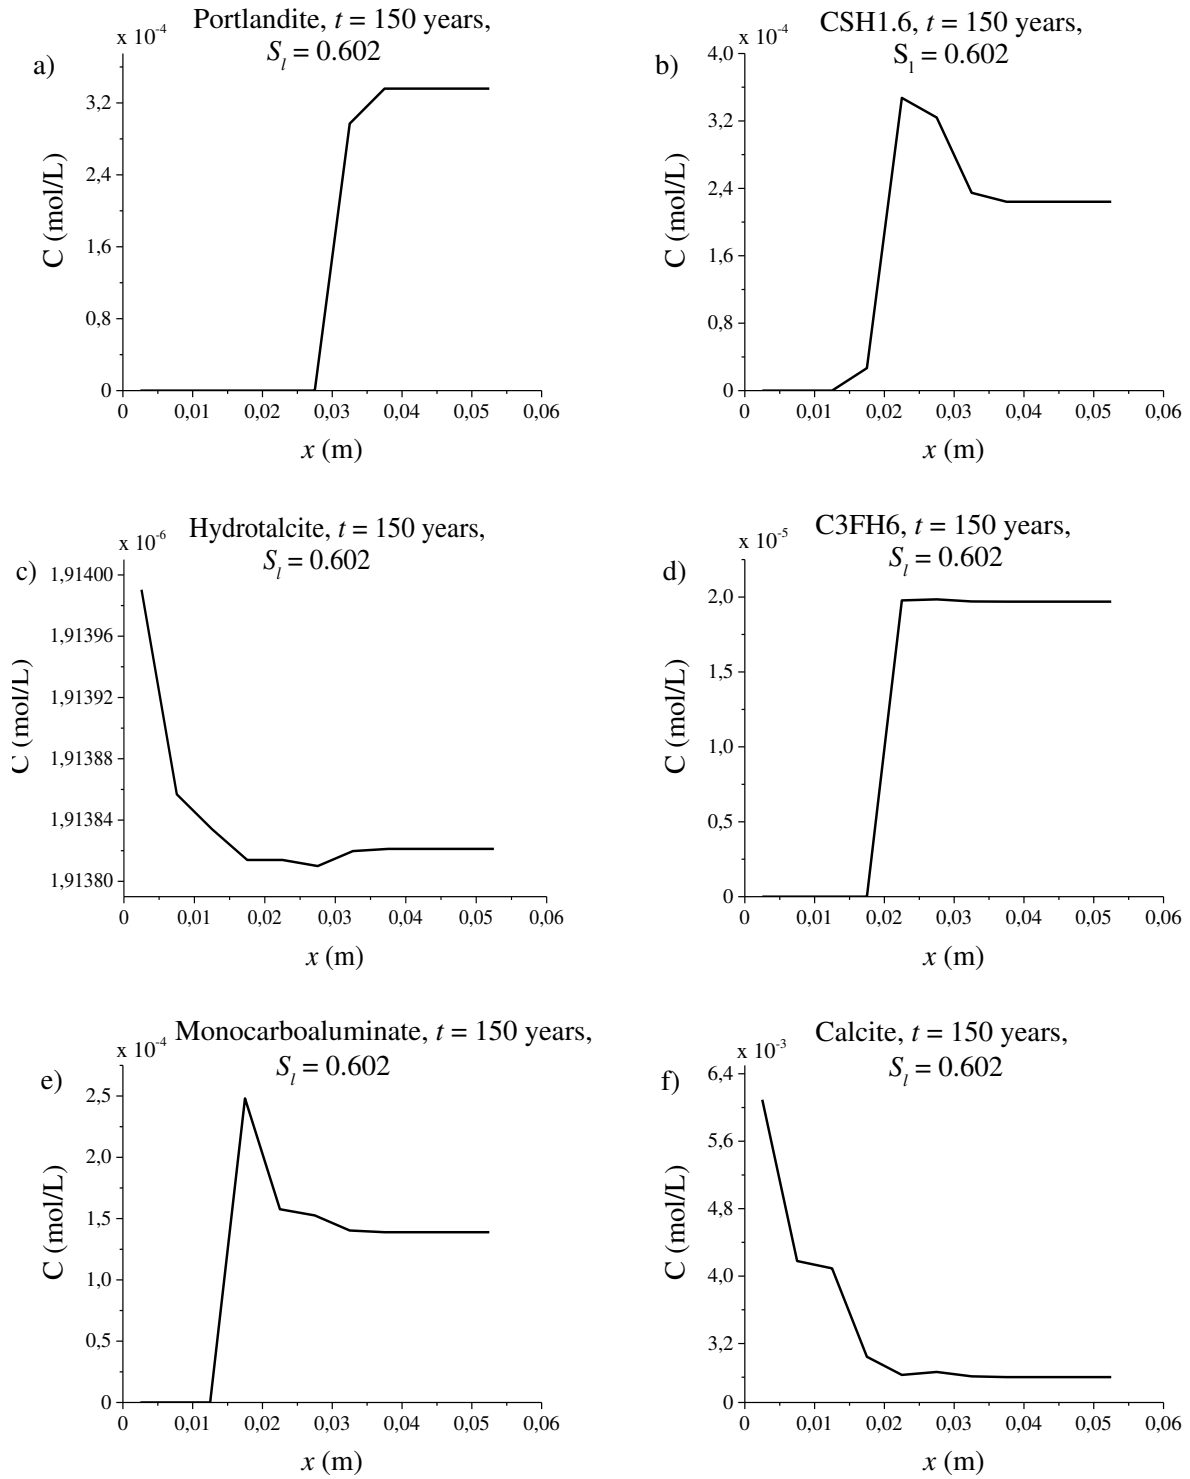 Portlandite, t = 150 years,
S_l = 0.602
x 10^-4
a)
3,2
2,4
1,6
0,8
0
C (mol/L)
0 0,01 0,02 0,03 0,04 0,05 0,06
x (m)
CSH1.6, t = 150 years,
S_l = 0.602
x 10^-4
b)
4,0
3,2
2,4
1,6
0,8
0
C (mol/L)
0 0,01 0,02 0,03 0,04 0,05 0,06
x (m)
Hydrotalcite, t = 150 years,
S_l = 0.602
x 10^-6
c)
1,91400
1,91396
1,91392
1,91388
1,91384
1,91380
C (mol/L)
0 0,01 0,02 0,03 0,04 0,05 0,06
x (m)
C3FH6, t = 150 years,
S_l = 0.602
x 10^-5
d)
2,0
1,5
1,0
0,5
0
C (mol/L)
0 0,01 0,02 0,03 0,04 0,05 0,06
x (m)
Monocarboaluminate, t = 150 years,
S_l = 0.602
x 10^-4
e)
2,5
2,0
1,5
1,0
0,5
0
C (mol/L)
0 0,01 0,02 0,03 0,04 0,05 0,06
x (m)
Calcite, t = 150 years,
S_l = 0.602
x 10^-3
f)
6,4
5,6
4,8
4,0
3,2
0
C (mol/L)
0 0,01 0,02 0,03 0,04 0,05 0,06
x (m)